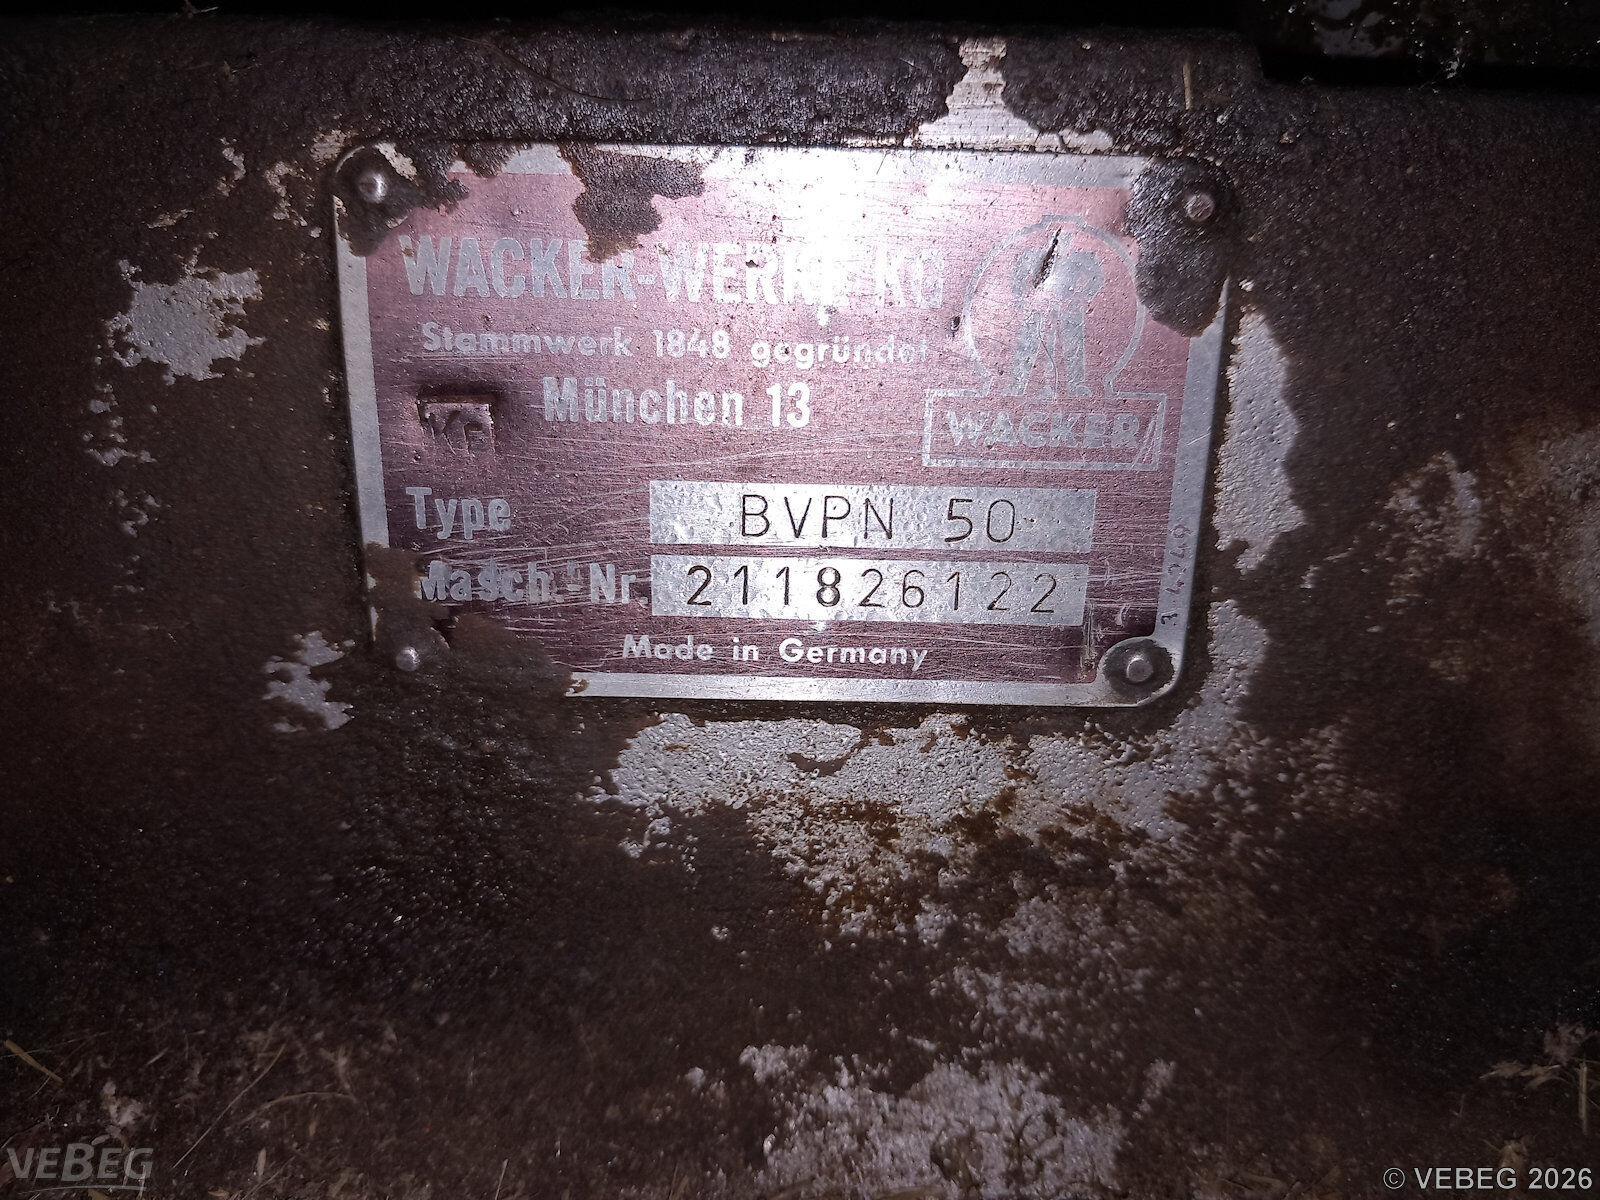 WACKER-WERKE KG
Stammwerk 1848 gegründet
München 13
WACKER
Type BVPN 50
Masch.-Nr. 211826122
Made in Germany
VEBEG
© VEBEG 2026